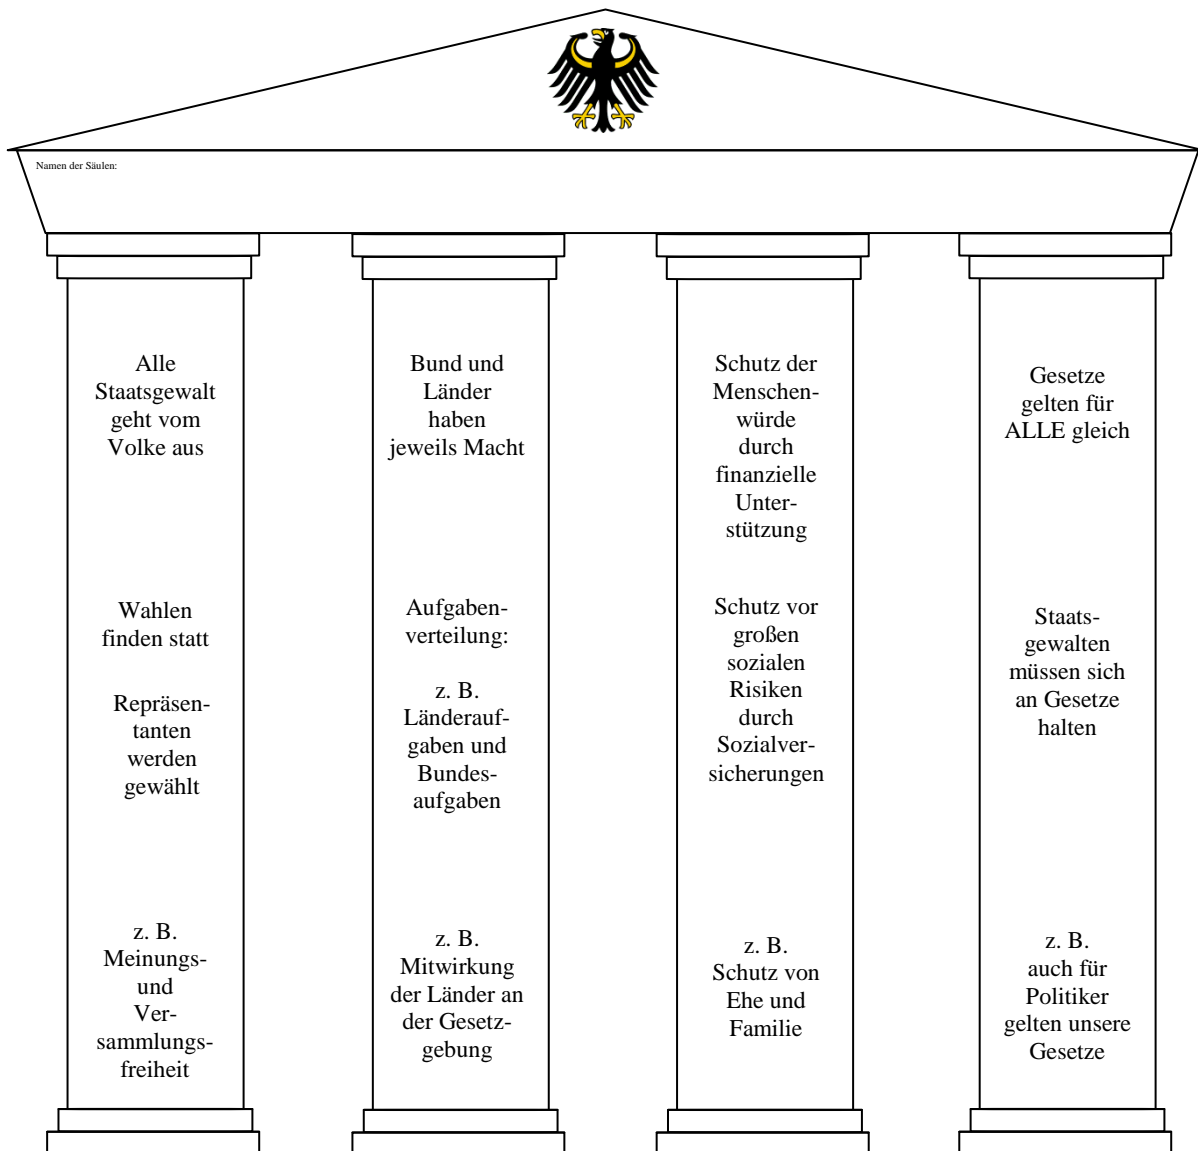 Namen der Säulen:
Alle
Staatsgewalt
geht vom
Volke aus
Wahlen
finden statt
Repräsen-
tanten
werden
gewählt
z. B.
Meinungs-
und
Ver-
sammlungs-
freiheit
Bund und
Länder
haben
jeweils Macht
Aufgaben-
verteilung:
z. B.
Länderauf-
gaben und
Bundes-
aufgaben
z. B.
Mitwirkung
der Länder an
der Gesetz-
gebung
Schutz der
Menschen-
würde
durch
finanzielle
Unter-
stützung
Schutz vor
großen
sozialen
Risiken
durch
Sozialver-
sicherungen
z. B.
Schutz von
Ehe und
Familie
Gesetze
gelten für
ALLE gleich
Staats-
gewalten
müssen sich
an Gesetze
halten
z. B.
auch für
Politiker
gelten unsere
Gesetze